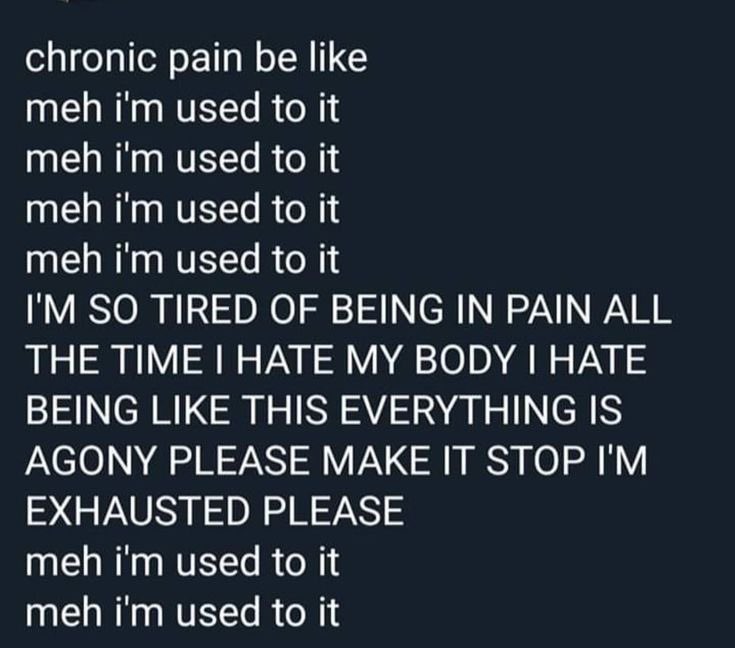 chronic pain be like
meh i'm used to it
meh i'm used to it
meh i'm used to it
meh i'm used to it
I'M SO TIRED OF BEING IN PAIN ALL
THE TIME I HATE MY BODY I HATE
BEING LIKE THIS EVERYTHING IS
AGONY PLEASE MAKE IT STOP I'M
EXHAUSTED PLEASE
meh i'm used to it
meh i'm used to it